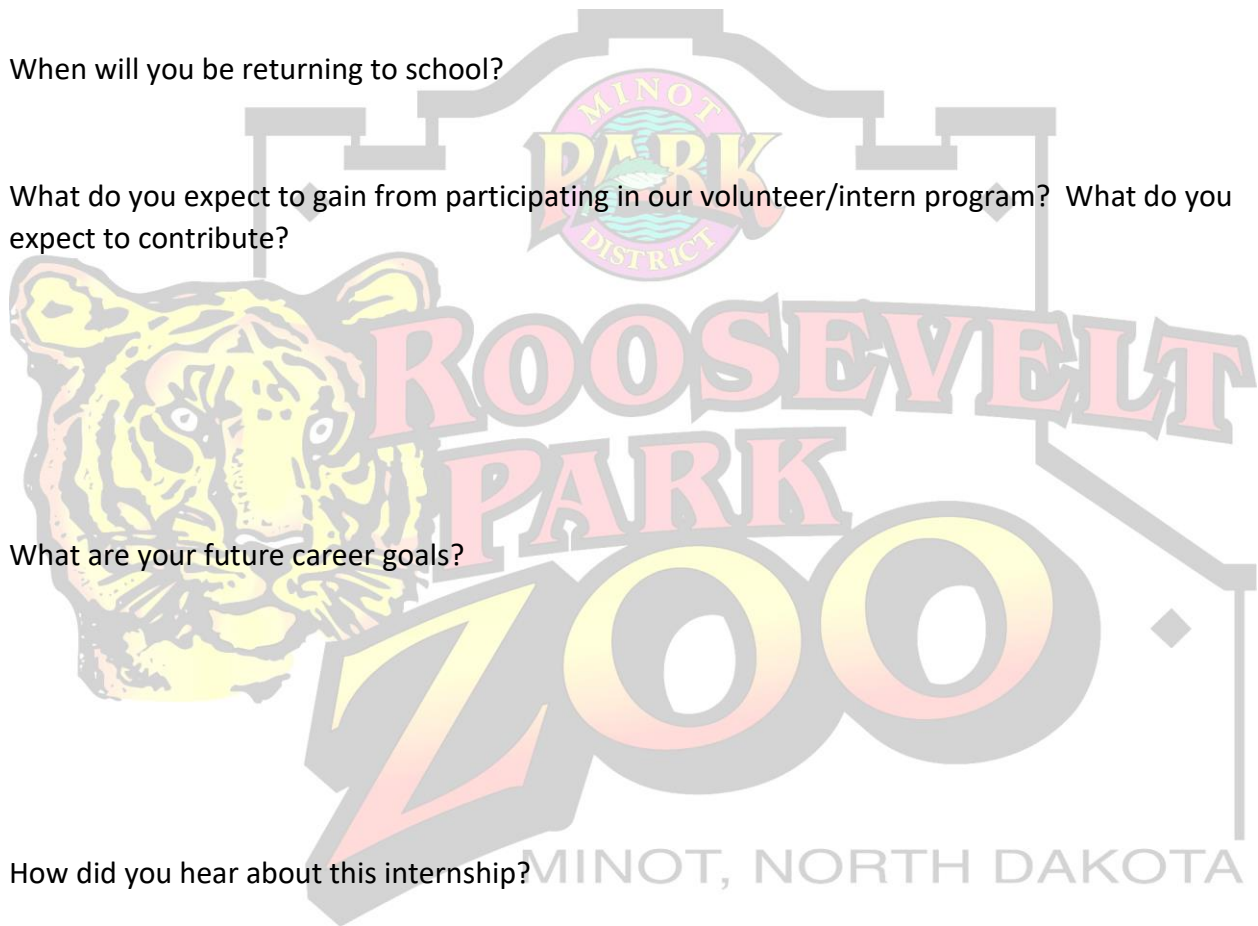 When will you be returning to school?
MINOT
PARK
DISTRICT
What do you expect to gain from participating in our volunteer/intern program?  What do you
expect to contribute?
ROOSEVELT
PARK
What are your future career goals?
ZOO
How did you hear about this internship?
MINOT, NORTH DAKOTA